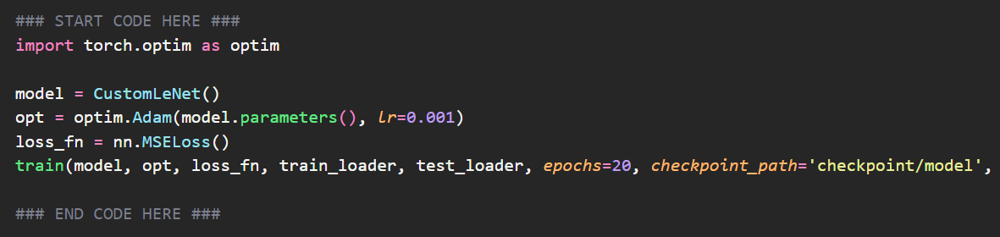 ### START CODE HERE ###
import torch.optim as optim
model = CustomLeNet()
opt = optim.Adam(model.parameters(), lr=0.001)
loss_fn = nn.MSELoss()
train(model, opt, loss_fn, train_loader, test_loader, epochs=20, checkpoint_path='checkpoint/model',
### END CODE HERE ###